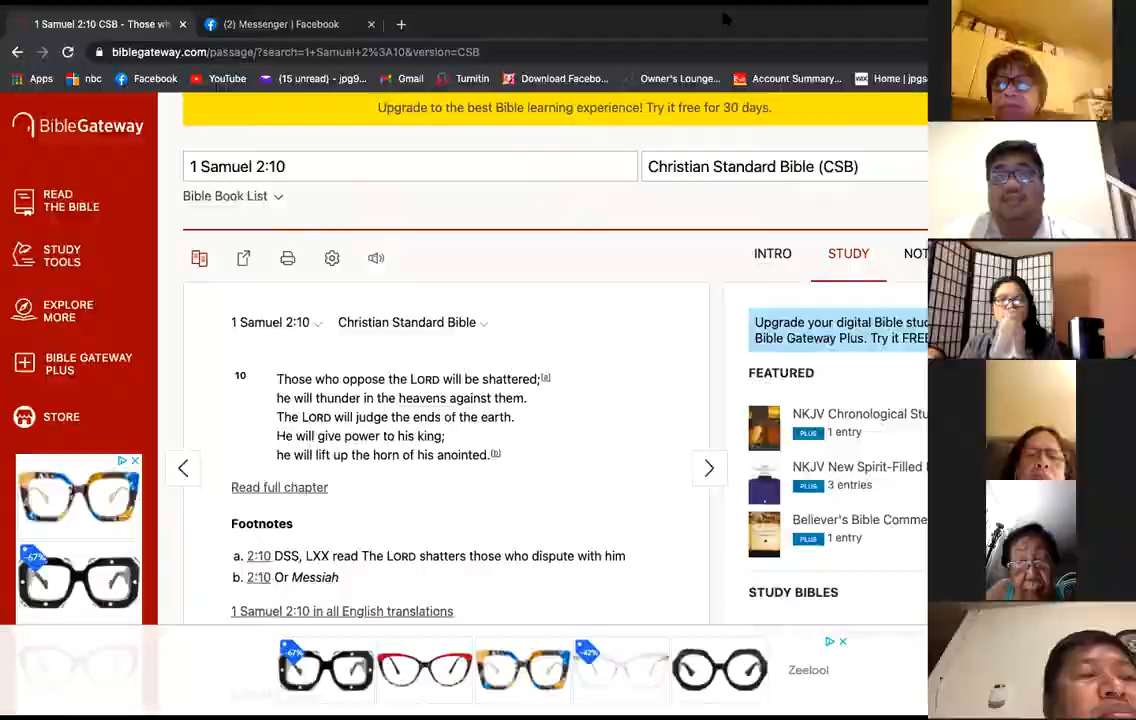 1 Samuel 2:10 CSB - Those wh
(2) Messenger | Facebook
biblegateway.com/passage/?search=1+Samuel+2%3A10&version=CSB
Apps
nbc
Facebook
YouTube
(15 unread) - jpg9...
Gmail
Turnitin
Download Facebo...
Owner's Lounge...
Account Summary...
Home | jpgs
Upgrade to the best Bible learning experience! Try it free for 30 days.
BibleGateway
READ
THE BIBLE
STUDY
TOOLS
EXPLORE
MORE
BIBLE GATEWAY
PLUS
STORE
1 Samuel 2:10
Christian Standard Bible (CSB)
Bible Book List
INTRO
STUDY
NOT
1 Samuel 2:10
Christian Standard Bible
10 Those who oppose the LORD will be shattered;[a]
he will thunder in the heavens against them.
The LORD will judge the ends of the earth.
He will give power to his king;
he will lift up the horn of his anointed.[b]
Read full chapter
Footnotes
a. 2:10 DSS, LXX read The LORD shatters those who dispute with him
b. 2:10 Or Messiah
1 Samuel 2:10 in all English translations
Upgrade your digital Bible stud
Bible Gateway Plus. Try it FREE
FEATURED
NKJV Chronological Stu
PLUS 1 entry
NKJV New Spirit-Filled
PLUS 3 entries
Believer's Bible Comme
PLUS 1 entry
STUDY BIBLES
-67%
-67%
-42%
Zeelool